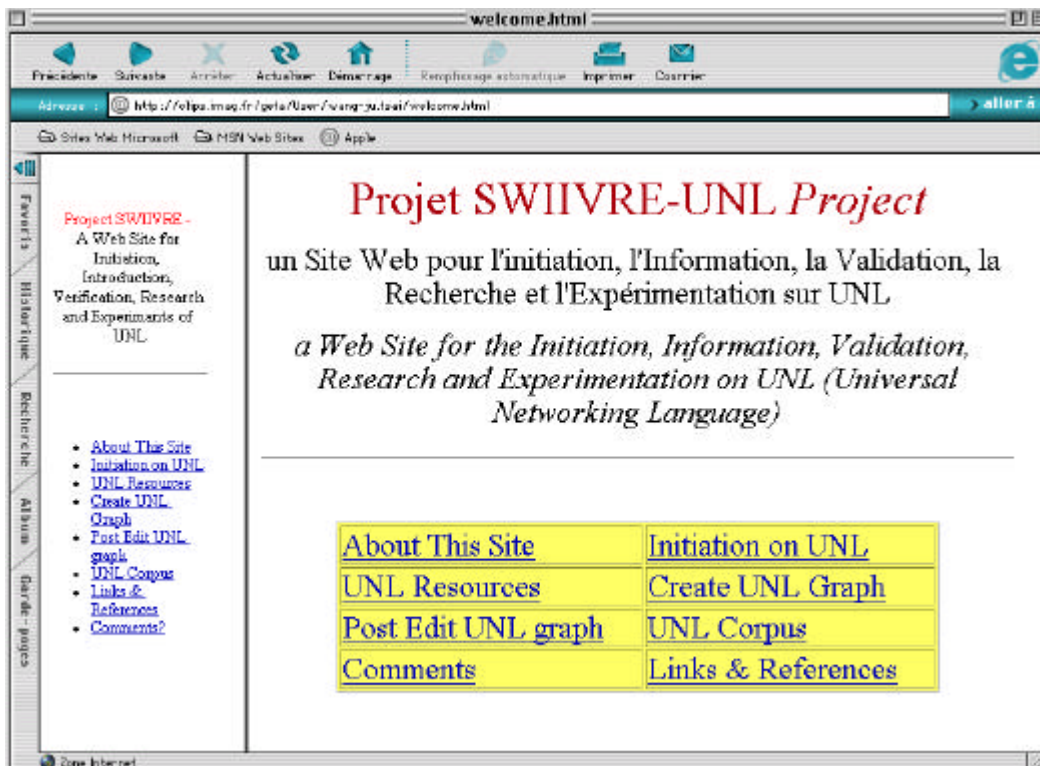 welcome.html
Précédente Suivante Arrêter Actualiser Démarrage Remplissage automatique Imprimer Courrier
Adresse : http://clips.imag.fr/geta/User/wang-ju.tsai/welcome.html aller à
Sites Web Microsoft MSN Web Sites Apple
Favoris
Historique
Recherche
Album
Garde-pages
Project SWIIVRE -
A Web Site for
Initiation,
Introduction,
Verification, Research
and Experimants of
UNL
About This Site
Initiation on UNL
UNL Resources
Create UNL
Graph
Post Edit UNL
graph
UNL Corpus
Links &
References
Comments?
Projet SWIIVRE-UNL Project
un Site Web pour l'initiation, l'Information, la Validation, la
Recherche et l'Expérimentation sur UNL
a Web Site for the Initiation, Information, Validation,
Research and Experimentation on UNL (Universal
Networking Language)
About This Site Initiation on UNL
UNL Resources Create UNL Graph
Post Edit UNL graph UNL Corpus
Comments Links & References
Zone Internet